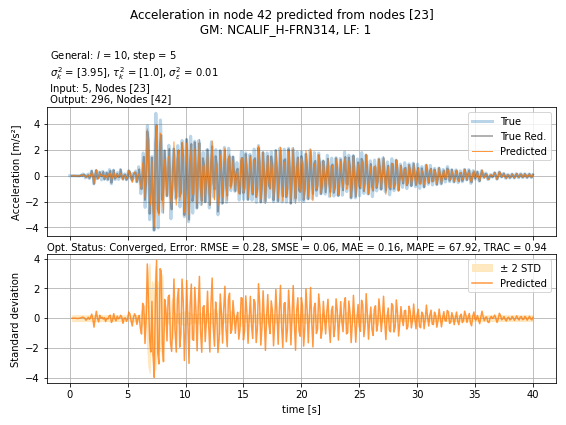 Acceleration in node 42 predicted from nodes [23]
GM: NCALIF_H-FRN314, LF: 1
General: l = 10, step = 5
σ²ₖ = [3.95], τ²ₖ = [1.0], σ²ε = 0.01
Input: 5, Nodes [23]
Output: 296, Nodes [42]
Acceleration [m/s²]
4
2
0
−2
−4
True
True Red.
Predicted
Opt. Status: Converged, Error: RMSE = 0.28, SMSE = 0.06, MAE = 0.16, MAPE = 67.92, TRAC = 0.94
Standard deviation
4
2
0
−2
−4
± 2 STD
Predicted
0 5 10 15 20 25 30 35 40
time [s]